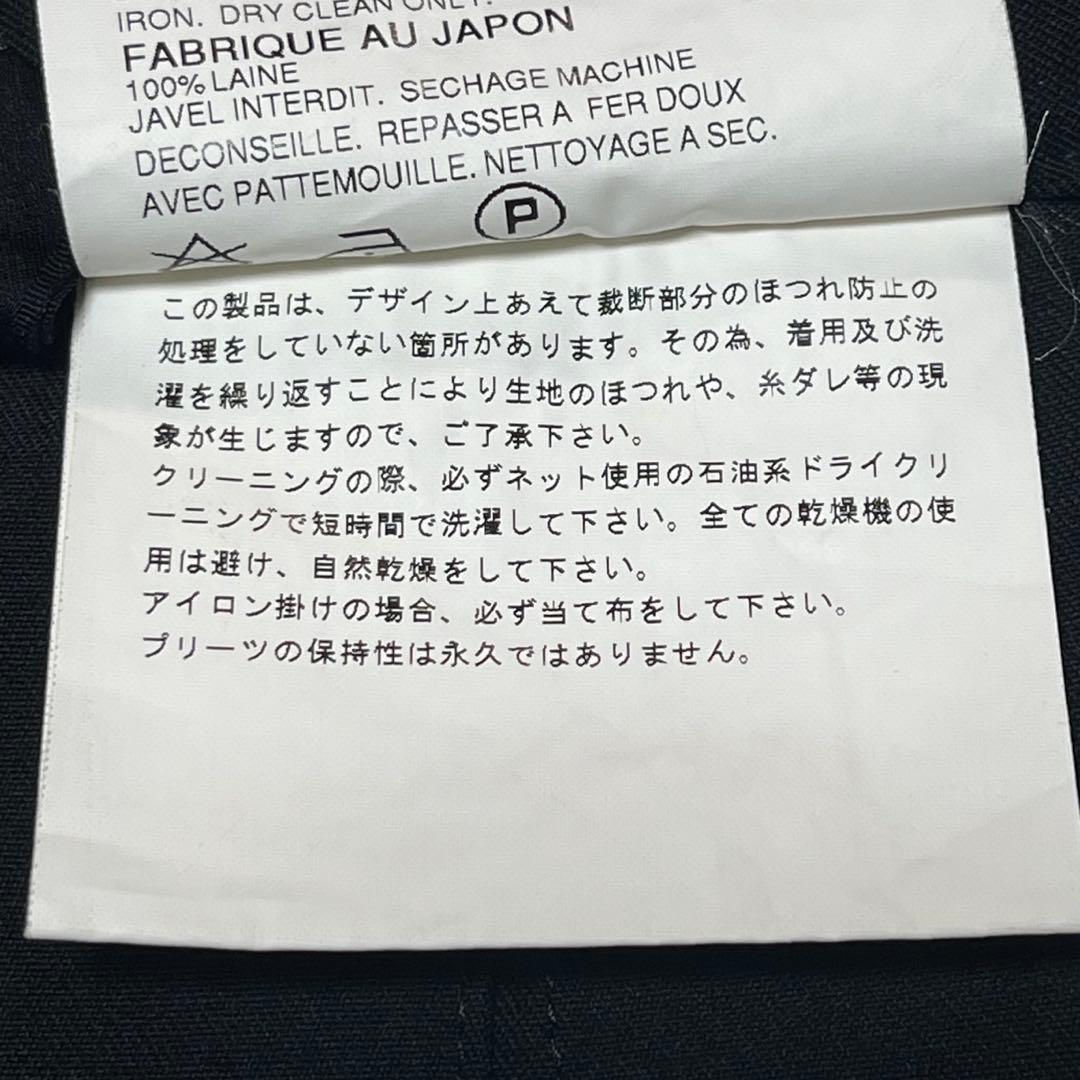 IRON. DRY CLEAN ONLY.
FABRIQUE AU JAPON
100% LAINE
JAVEL INTERDIT. SECHAGE MACHINE
DECONSEILLE. REPASSER A FER DOUX
AVEC PATTEMOUILLE. NETTOYAGE A SEC.
P
この製品は、デザイン上あえて裁断部分のほつれ防止の
処理をしていない箇所があります。その為、着用及び洗
濯を繰り返すことにより生地のほつれや、糸ダレ等の現
象が生じますので、ご了承下さい。
クリーニングの際、必ずネット使用の石油系ドライクリ
ーニングで短時間で洗濯して下さい。全ての乾燥機の使
用は避け、自然乾燥をして下さい。
アイロン掛けの場合、必ず当て布をして下さい。
プリーツの保持性は永久ではありません。